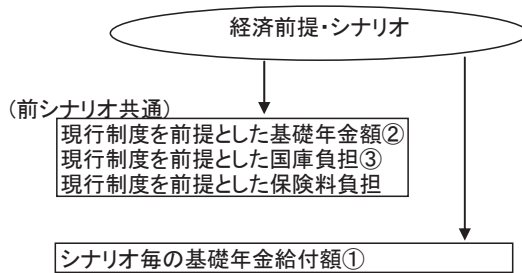 経済前提・シナリオ
(前シナリオ共通)
現行制度を前提とした基礎年金額②
現行制度を前提とした国庫負担③
現行制度を前提とした保険料負担
シナリオ毎の基礎年金給付額①